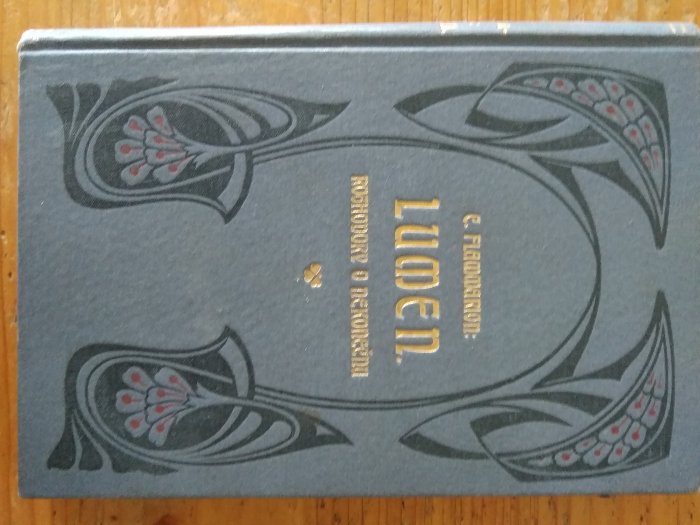 C. FLAMMARION:
LUMEN.
ROZHOVORY O NEKONEČNU